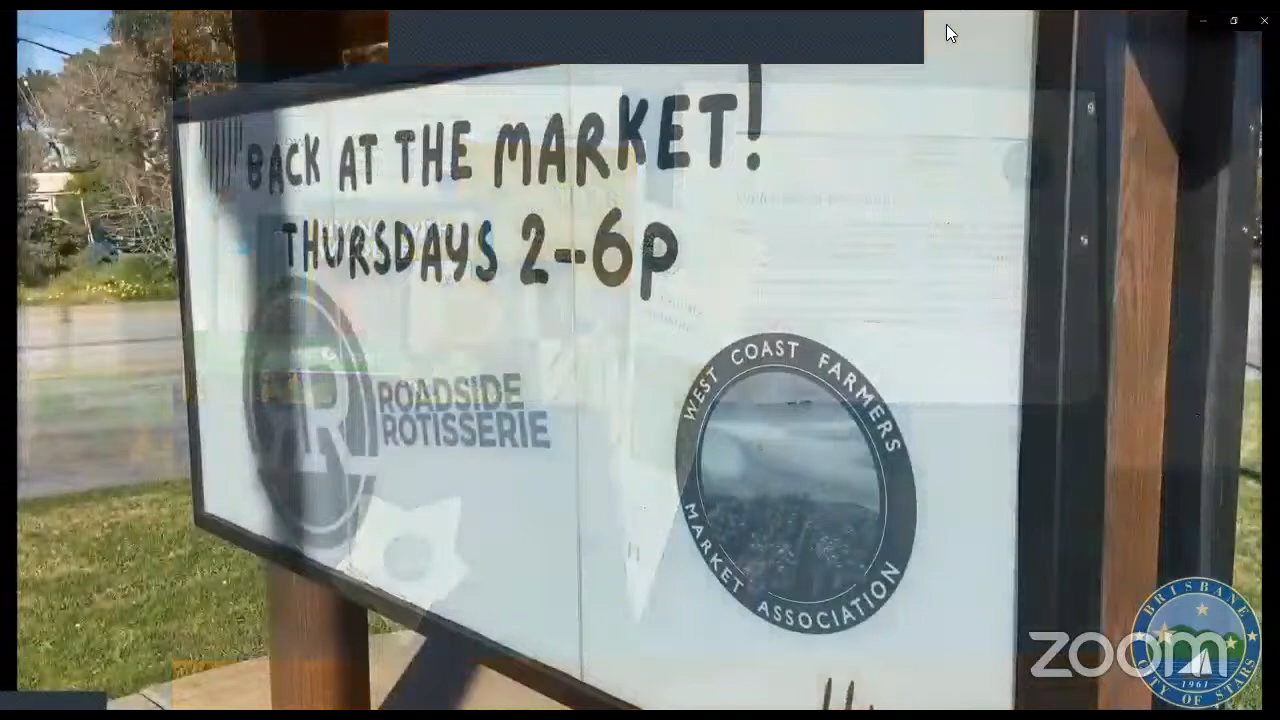 BACK AT THE MARKET!
THURSDAYS 2-6p
ROADSIDE
ROTISSERIE
WEST COAST FARMERS
MARKET ASSOCIATION
zoom
BRISBANE
CITY OF STARS
1961